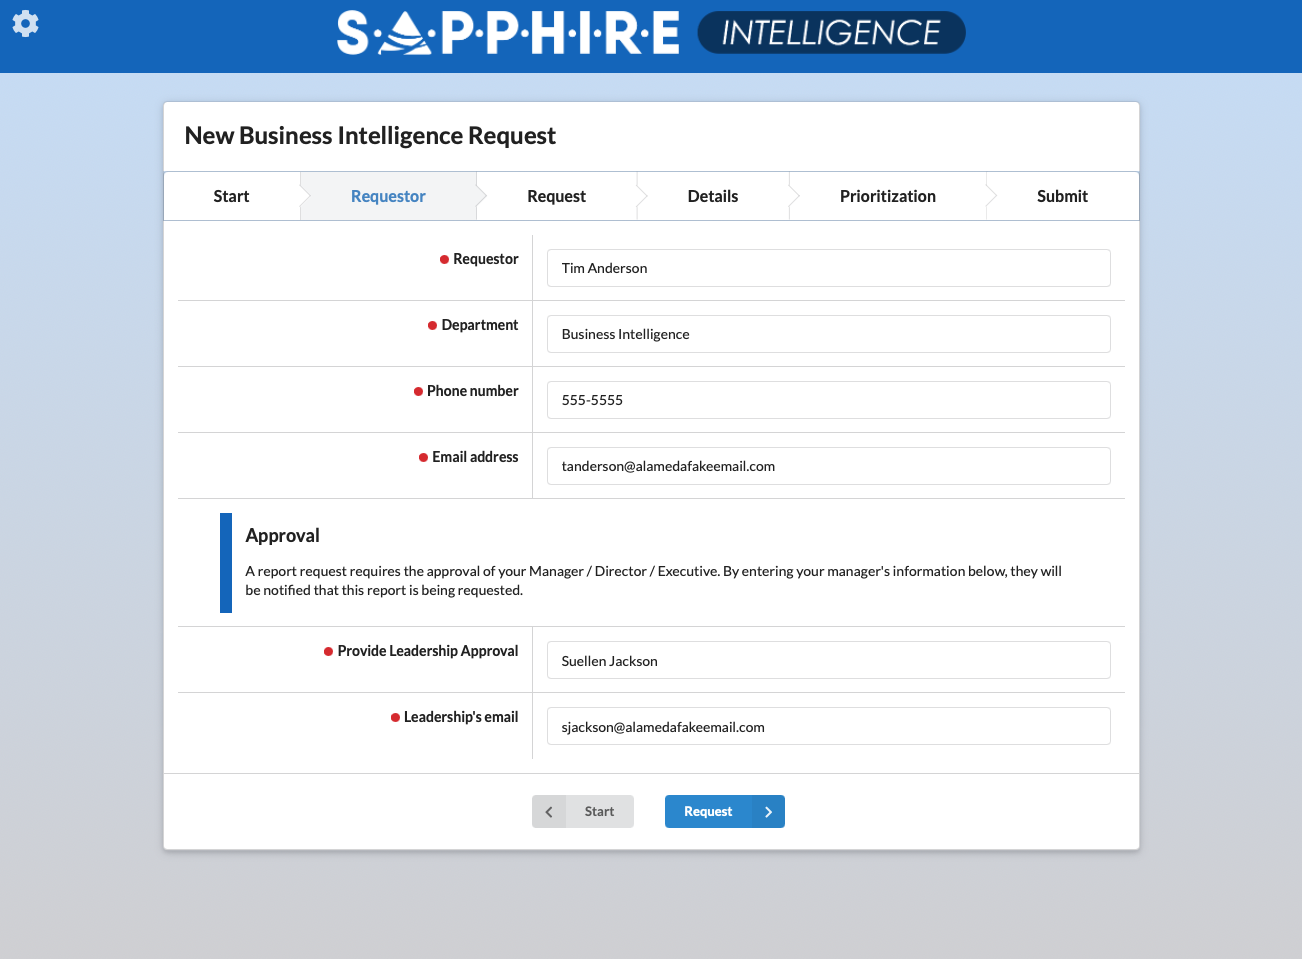 S·A·P·P·H·I·R·E INTELLIGENCE
New Business Intelligence Request
Start Requestor Request Details Prioritization Submit
Requestor Tim Anderson
Department Business Intelligence
Phone number 555-5555
Email address tanderson@alamedafakeemail.com
Approval
A report request requires the approval of your Manager / Director / Executive. By entering your manager's information below, they will
be notified that this report is being requested.
Provide Leadership Approval Suellen Jackson
Leadership's email sjackson@alamedafakeemail.com
Start Request